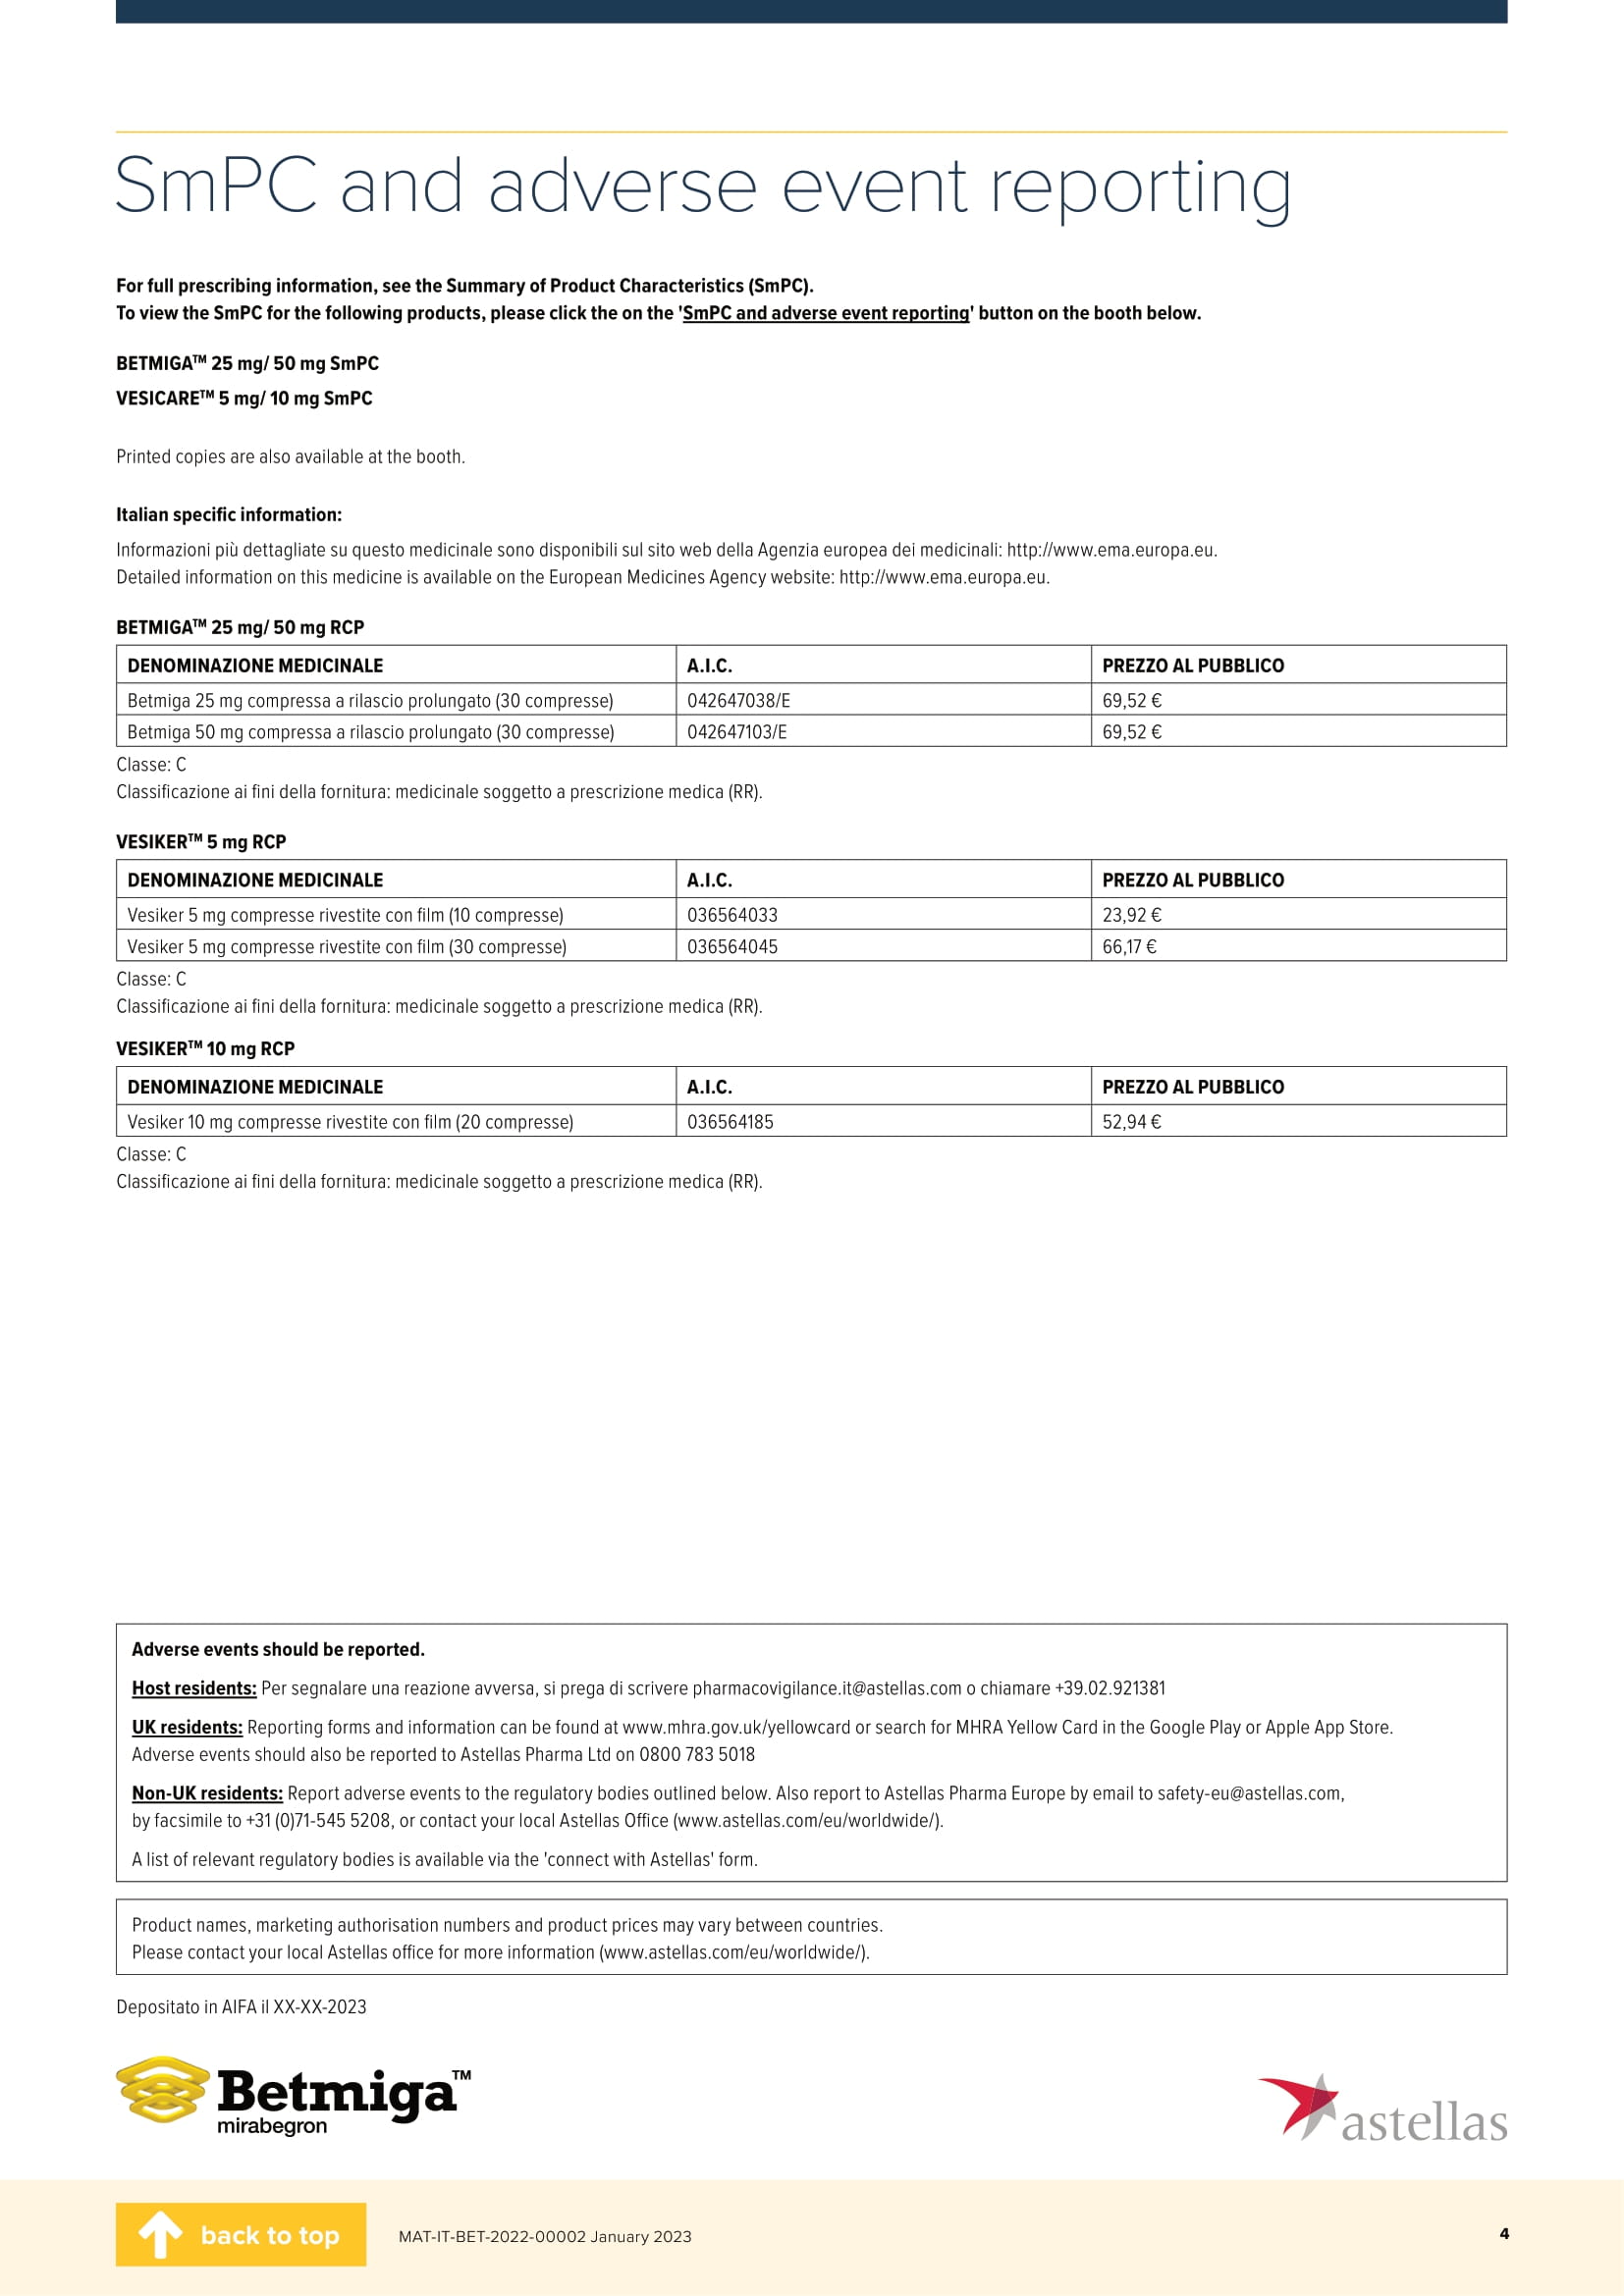 SmPC and adverse event reporting
For full prescribing information, see the Summary of Product Characteristics (SmPC).
To view the SmPC for the following products, please click the on the 'SmPC and adverse event reporting' button on the booth below.
BETMIGA™ 25 mg/ 50 mg SmPC
VESICARE™ 5 mg/ 10 mg SmPC
Printed copies are also available at the booth.
Italian specific information:
Informazioni più dettagliate su questo medicinale sono disponibili sul sito web della Agenzia europea dei medicinali: http://www.ema.europa.eu.
Detailed information on this medicine is available on the European Medicines Agency website: http://www.ema.europa.eu.
BETMIGA™ 25 mg/ 50 mg RCP
DENOMINAZIONE MEDICINALE A.I.C. PREZZO AL PUBBLICO
Betmiga 25 mg compressa a rilascio prolungato (30 compresse) 042647038/E 69,52 €
Betmiga 50 mg compressa a rilascio prolungato (30 compresse) 042647103/E 69,52 €
Classe: C
Classificazione ai fini della fornitura: medicinale soggetto a prescrizione medica (RR).
VESIKER™ 5 mg RCP
DENOMINAZIONE MEDICINALE A.I.C. PREZZO AL PUBBLICO
Vesiker 5 mg compresse rivestite con film (10 compresse) 036564033 23,92 €
Vesiker 5 mg compresse rivestite con film (30 compresse) 036564045 66,17 €
Classe: C
Classificazione ai fini della fornitura: medicinale soggetto a prescrizione medica (RR).
VESIKER™ 10 mg RCP
DENOMINAZIONE MEDICINALE A.I.C. PREZZO AL PUBBLICO
Vesiker 10 mg compresse rivestite con film (20 compresse) 036564185 52,94 €
Classe: C
Classificazione ai fini della fornitura: medicinale soggetto a prescrizione medica (RR).
Adverse events should be reported.
Host residents: Per segnalare una reazione avversa, si prega di scrivere pharmacovigilance.it@astellas.com o chiamare +39.02.921381
UK residents: Reporting forms and information can be found at www.mhra.gov.uk/yellowcard or search for MHRA Yellow Card in the Google Play or Apple App Store.
Adverse events should also be reported to Astellas Pharma Ltd on 0800 783 5018
Non-UK residents: Report adverse events to the regulatory bodies outlined below. Also report to Astellas Pharma Europe by email to safety-eu@astellas.com,
by facsimile to +31 (0)71-545 5208, or contact your local Astellas Office (www.astellas.com/eu/worldwide/).
A list of relevant regulatory bodies is available via the 'connect with Astellas' form.
Product names, marketing authorisation numbers and product prices may vary between countries.
Please contact your local Astellas office for more information (www.astellas.com/eu/worldwide/).
Depositato in AIFA il XX-XX-2023
Betmiga™
mirabegron
astellas
back to top
MAT-IT-BET-2022-00002 January 2023
4